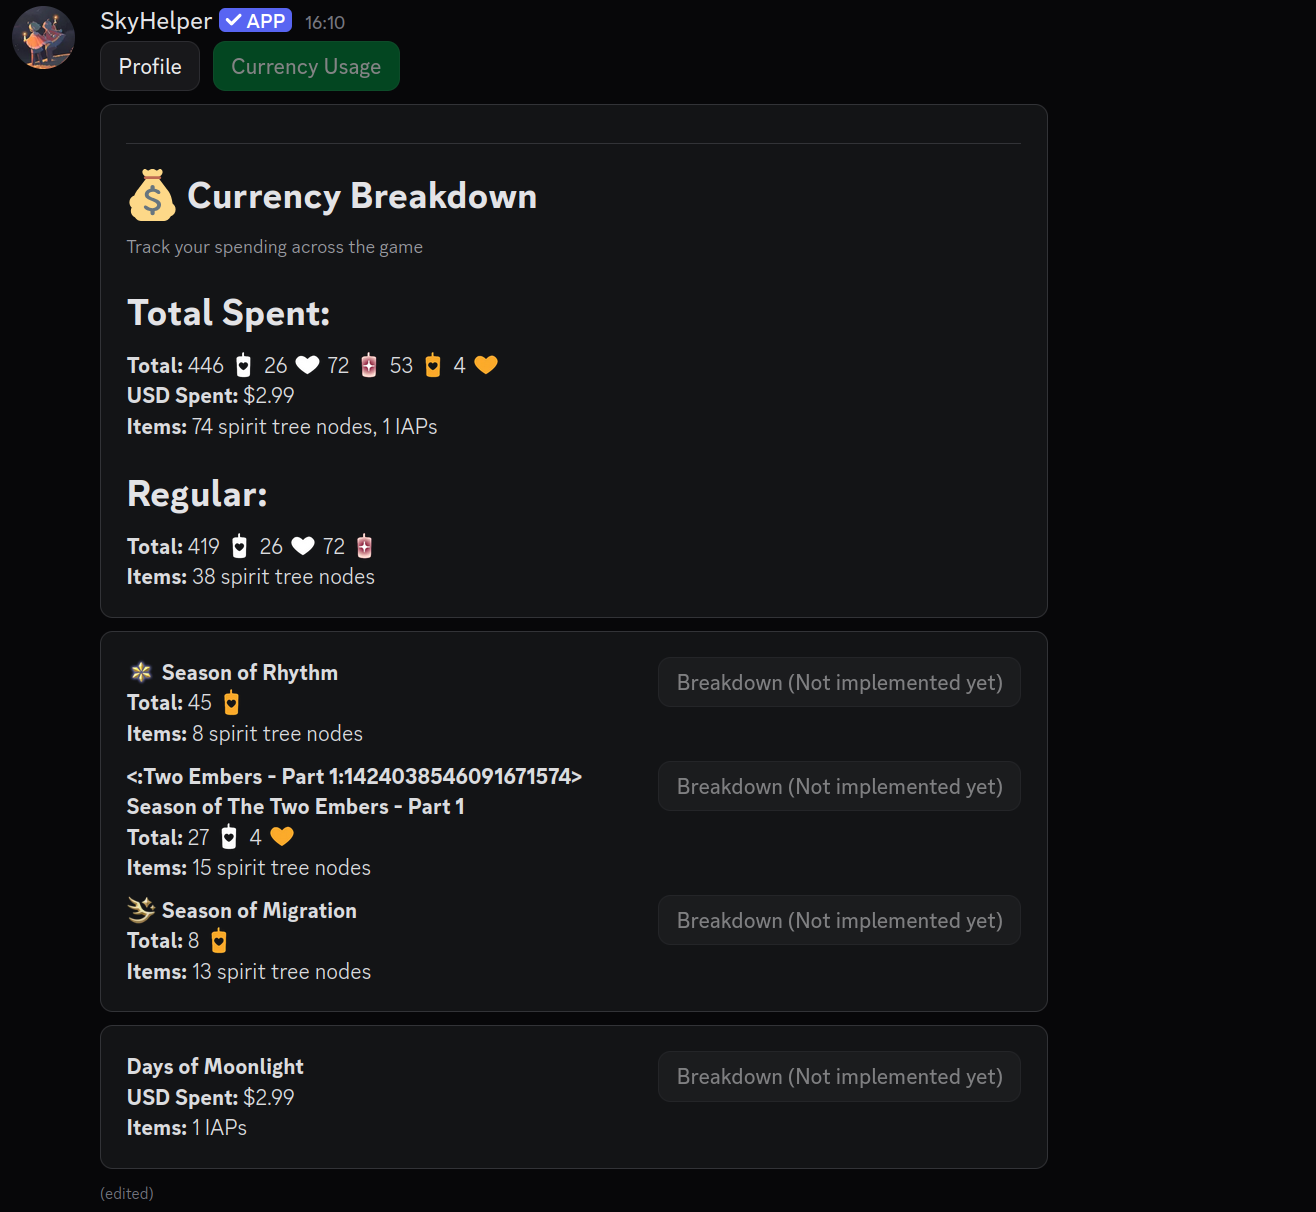 SkyHelper APP 16:10
Profile Currency Usage
Currency Breakdown
Track your spending across the game
Total Spent:
Total: 446 26 72 53 4
USD Spent: $2.99
Items: 74 spirit tree nodes, 1 IAPs
Regular:
Total: 419 26 72
Items: 38 spirit tree nodes
Season of Rhythm
Breakdown (Not implemented yet)
Total: 45
Items: 8 spirit tree nodes
<:Two Embers - Part 1:1424038546091671574>
Breakdown (Not implemented yet)
Season of The Two Embers - Part 1
Total: 27 4
Items: 15 spirit tree nodes
Season of Migration
Breakdown (Not implemented yet)
Total: 8
Items: 13 spirit tree nodes
Days of Moonlight
Breakdown (Not implemented yet)
USD Spent: $2.99
Items: 1 IAPs
(edited)